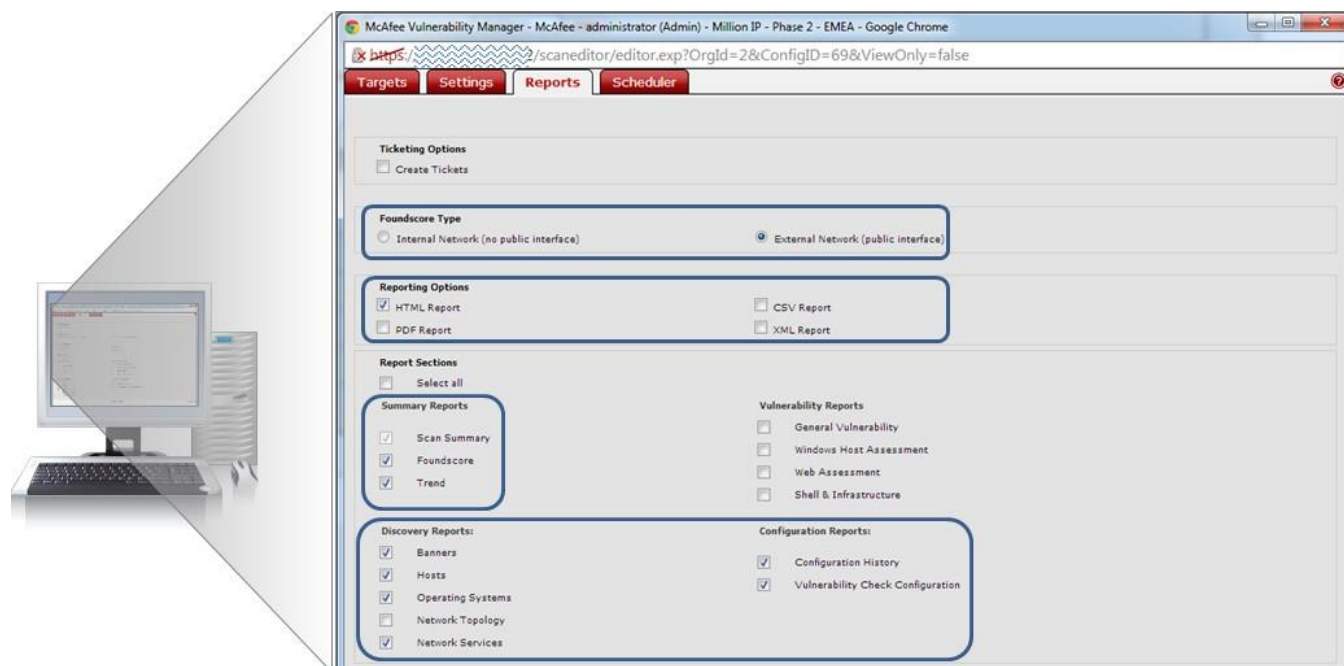 McAfee Vulnerability Manager - McAfee - administrator (Admin) - Million IP - Phase 2 - EMEA - Google Chrome
https:/ /scaneditor/editor.exp?OrgId=2&ConfigID=69&ViewOnly=false
Targets Settings Reports Scheduler
Ticketing Options
Create Tickets
Foundscore Type
Internal Network (no public interface) External Network (public interface)
Reporting Options
HTML Report CSV Report
PDF Report XML Report
Report Sections
Select all
Summary Reports
Scan Summary
Foundscore
Trend
Vulnerability Reports
General Vulnerability
Windows Host Assessment
Web Assessment
Shell & Infrastructure
Discovery Reports:
Banners
Hosts
Operating Systems
Network Topology
Network Services
Configuration Reports:
Configuration History
Vulnerability Check Configuration